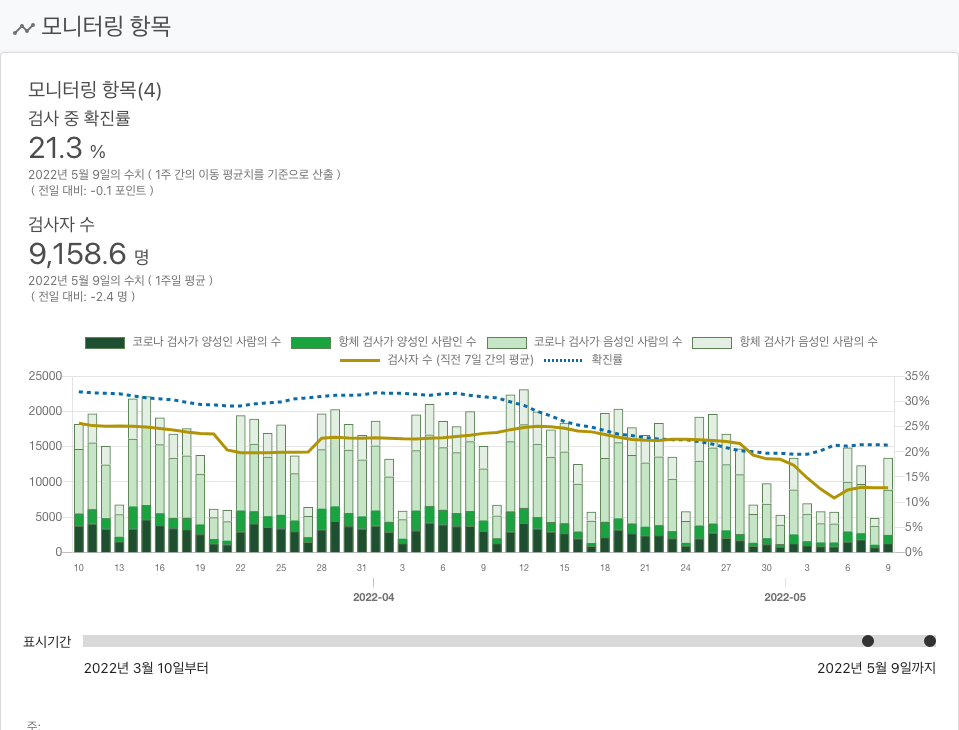 모니터링 항목
모니터링 항목(4)
검사 중 확진률
21.3 %
2022년 5월 9일의 수치 ( 1주 간의 이동 평균치를 기준으로 산출 )
( 전일 대비: -0.1 포인트 )
검사자 수
9,158.6 명
2022년 5월 9일의 수치 ( 1주일 평균 )
( 전일 대비: -2.4 명 )
코로나 검사가 양성인 사람의 수 항체 검사가 양성인 사람인 수 코로나 검사가 음성인 사람의 수 항체 검사가 음성인 사람의 수
검사자 수 (직전 7일 간의 평균) 확진률
25000 35%
20000 30%
25%
15000 20%
10000 15%
10%
5000 5%
0 0%
10 13 16 19 22 25 28 31 3 6 9 12 15 18 21 24 27 30 3 6 9
2022-04 2022-05
표시기간
2022년 3월 10일부터 2022년 5월 9일까지
주: